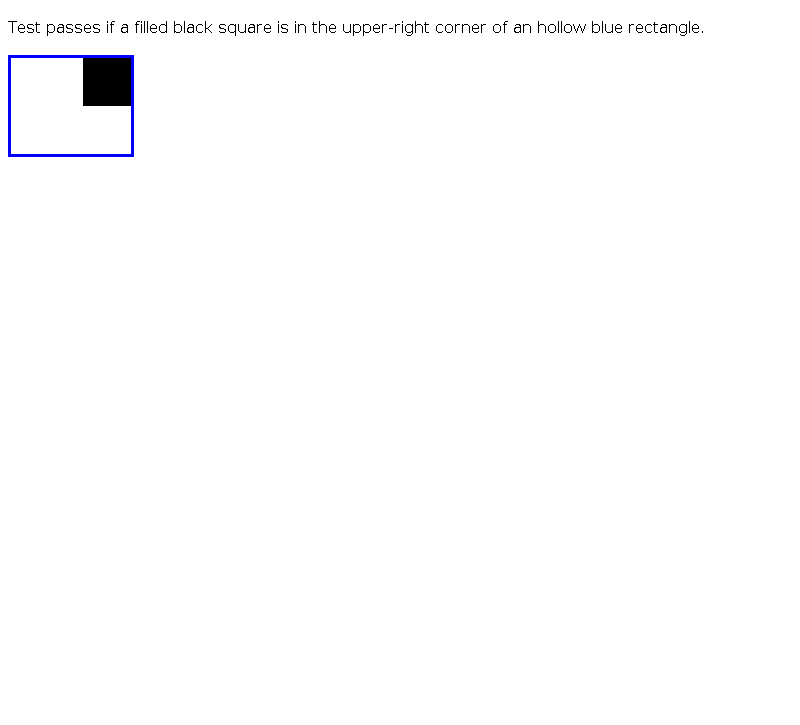 Test passes if a filled black square is in the upper-right corner of an hollow blue rectangle.